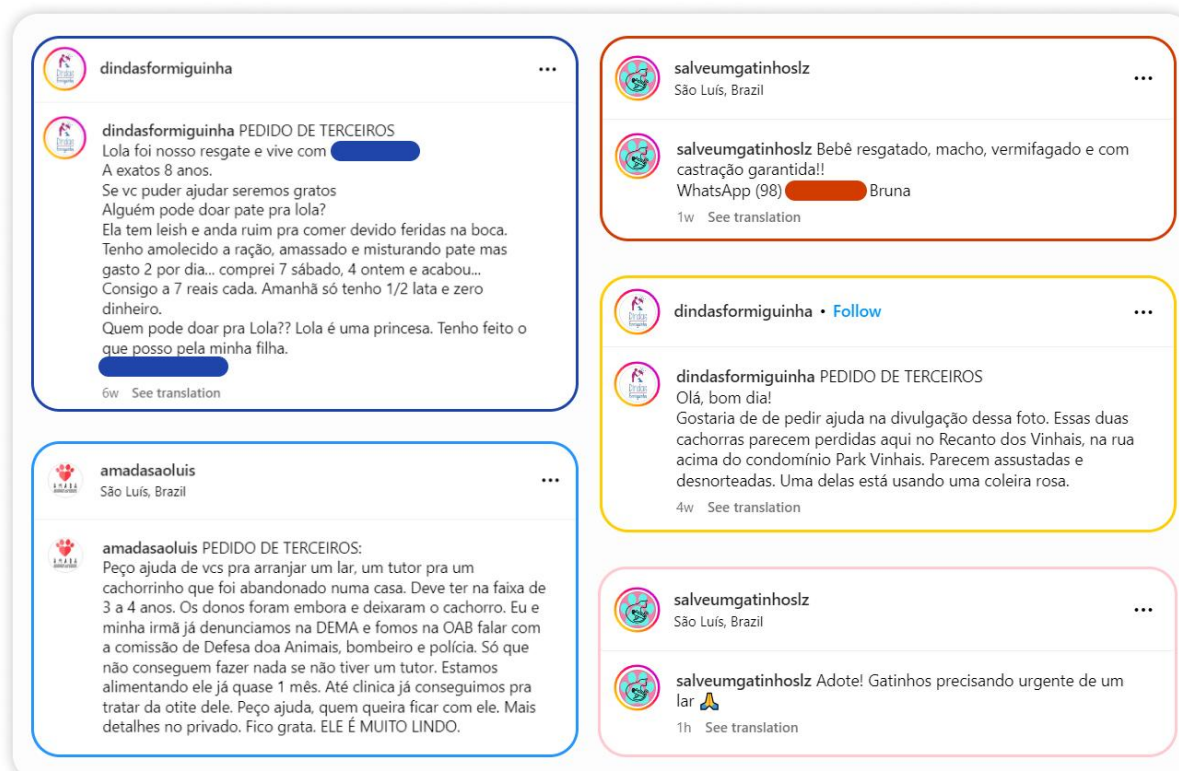 dindasformiguinha
dindasformiguinha PEDIDO DE TERCEIROS
Lola foi nosso resgate e vive com
A exatos 8 anos.
Se vc puder ajudar seremos gratos
Alguém pode doar pate pra lola?
Ela tem leish e anda ruim pra comer devido feridas na boca.
Tenho amolecido a ração, amassado e misturando pate mas
gasto 2 por dia... comprei 7 sábado, 4 ontem e acabou...
Consigo a 7 reais cada. Amanhã só tenho 1/2 lata e zero
dinheiro.
Quem pode doar pra Lola?? Lola é uma princesa. Tenho feito o
que posso pela minha filha.
6w See translation
amadasaoluis
São Luís, Brazil
amadasaoluis PEDIDO DE TERCEIROS:
Peço ajuda de vcs pra arranjar um lar, um tutor pra um
cachorrinho que foi abandonado numa casa. Deve ter na faixa de
3 a 4 anos. Os donos foram embora e deixaram o cachorro. Eu e
minha irmã já denunciamos na DEMA e fomos na OAB falar com
a comissão de Defesa doa Animais, bombeiro e polícia. Só que
não conseguem fazer nada se não tiver um tutor. Estamos
alimentando ele já quase 1 mês. Até clinica já conseguimos pra
tratar da otite dele. Peço ajuda, quem queira ficar com ele. Mais
detalhes no privado. Fico grata. ELE É MUITO LINDO.
salveumgatinhoslz
São Luís, Brazil
salveumgatinhoslz Bebê resgatado, macho, vermifagado e com
castração garantida!!
WhatsApp (98) Bruna
1w See translation
dindasformiguinha • Follow
dindasformiguinha PEDIDO DE TERCEIROS
Olá, bom dia!
Gostaria de de pedir ajuda na divulgação dessa foto. Essas duas
cachorras parecem perdidas aqui no Recanto dos Vinhais, na rua
acima do condomínio Park Vinhais. Parecem assustadas e
desnorteadas. Uma delas está usando uma coleira rosa.
4w See translation
salveumgatinhoslz
São Luís, Brazil
salveumgatinhoslz Adote! Gatinhos precisando urgente de um
lar 🙏
1h See translation